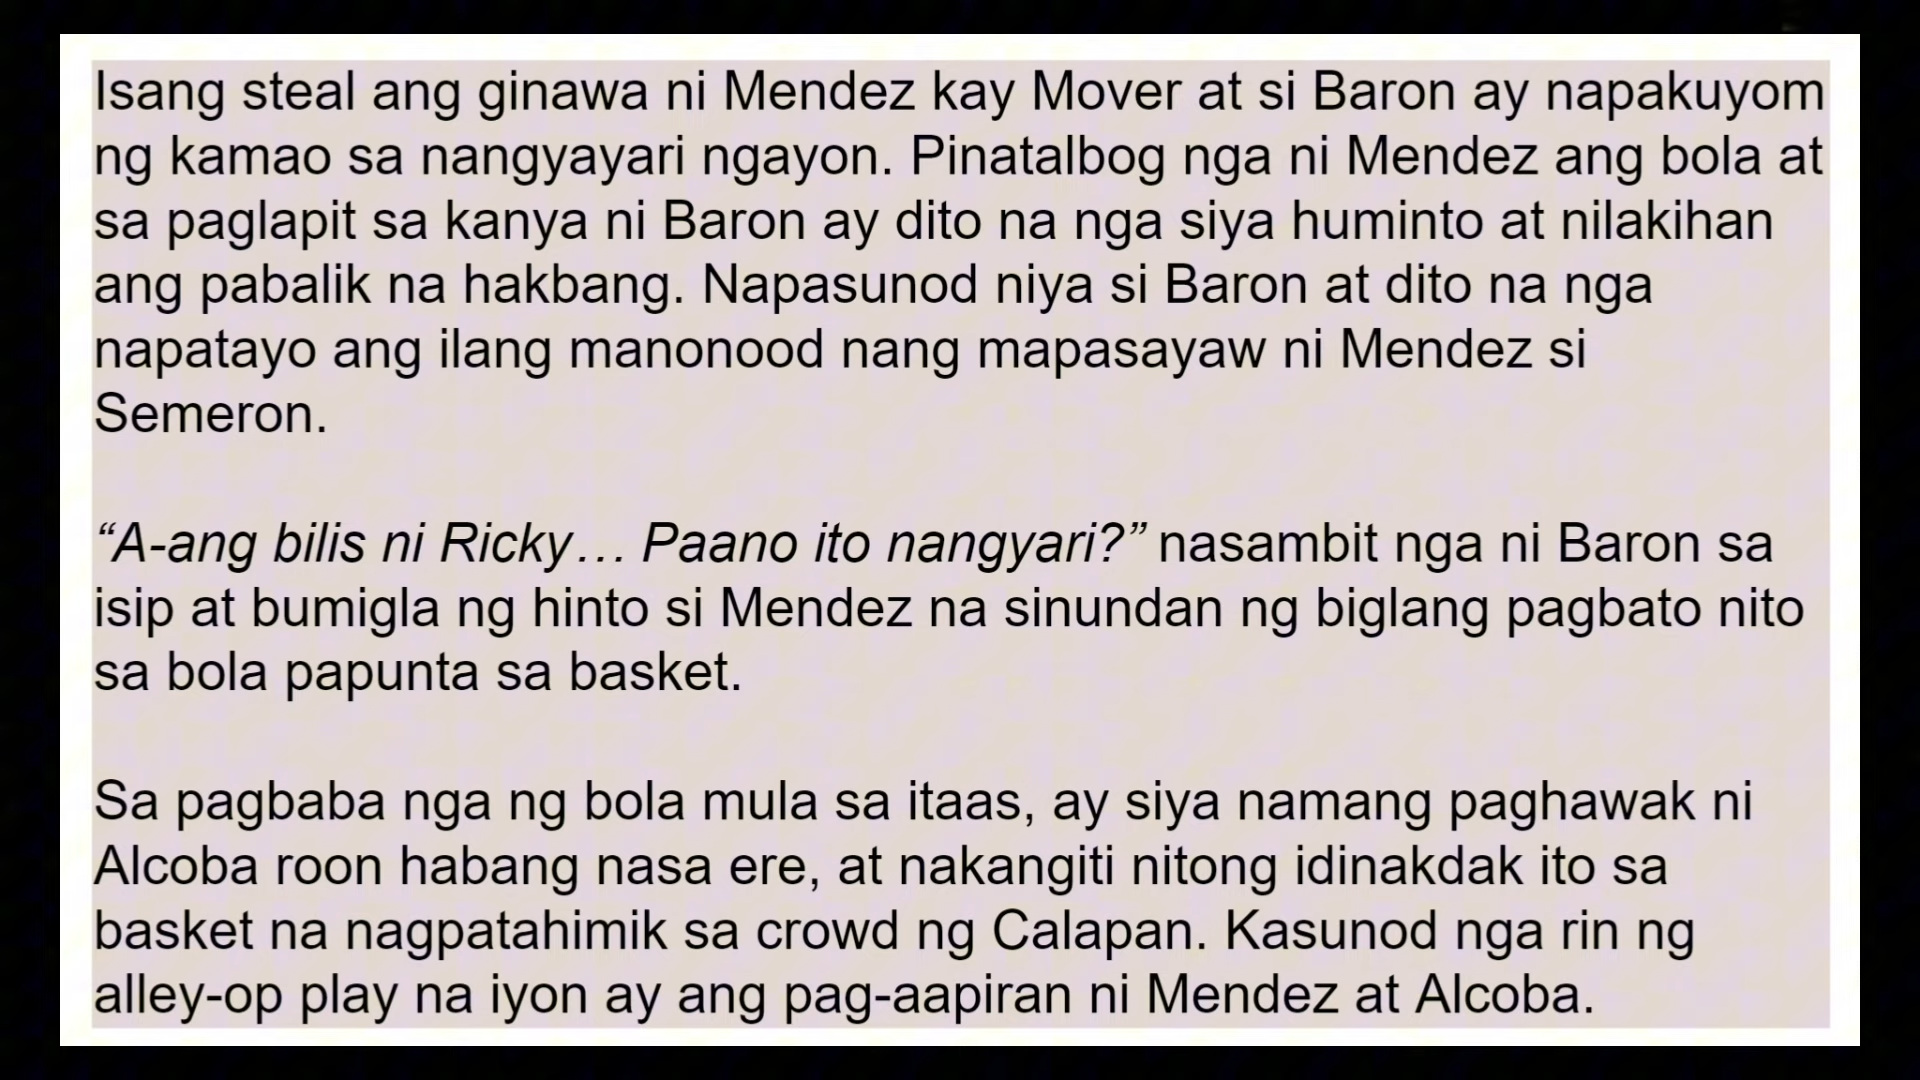 Isang steal ang ginawa ni Mendez kay Mover at si Baron ay napakuyom
ng kamao sa nangyayari ngayon. Pinatalbog nga ni Mendez ang bola at
sa paglapit sa kanya ni Baron ay dito na nga siya huminto at nilakihan
ang pabalik na hakbang. Napasunod niya si Baron at dito na nga
napatayo ang ilang manonood nang mapasayaw ni Mendez si
Semeron.
“A-ang bilis ni Ricky… Paano ito nangyari?” nasambit nga ni Baron sa
isip at bumigla ng hinto si Mendez na sinundan ng biglang pagbato nito
sa bola papunta sa basket.
Sa pagbaba nga ng bola mula sa itaas, ay siya namang paghawak ni
Alcoba roon habang nasa ere, at nakangiti nitong idinakdak ito sa
basket na nagpatahimik sa crowd ng Calapan. Kasunod nga rin ng
alley-op play na iyon ay ang pag-aapiran ni Mendez at Alcoba.